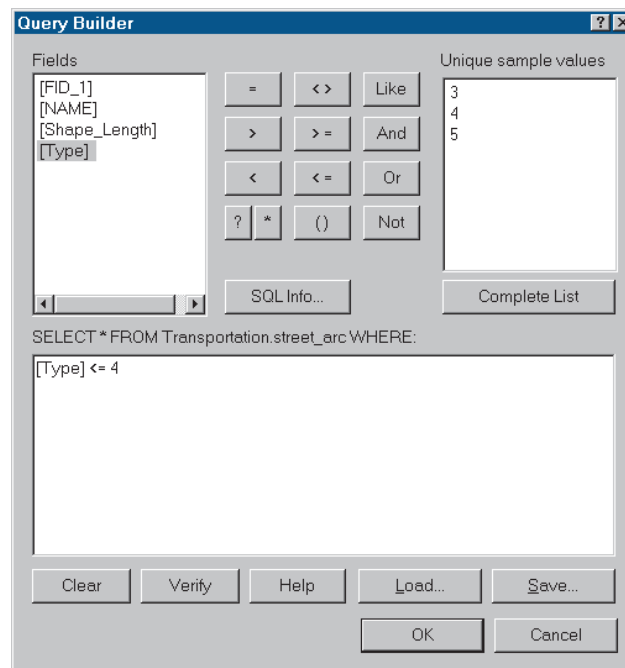 Query Builder
Fields
[FID_1]
[NAME]
[Shape_Length]
[Type]
= <> Like
> >= And
< <= Or
? * () Not
SQL Info...
Unique sample values
3
4
5
Complete List
SELECT * FROM Transportation.street_arc WHERE:
[Type] <= 4
Clear Verify Help Load... Save...
OK Cancel